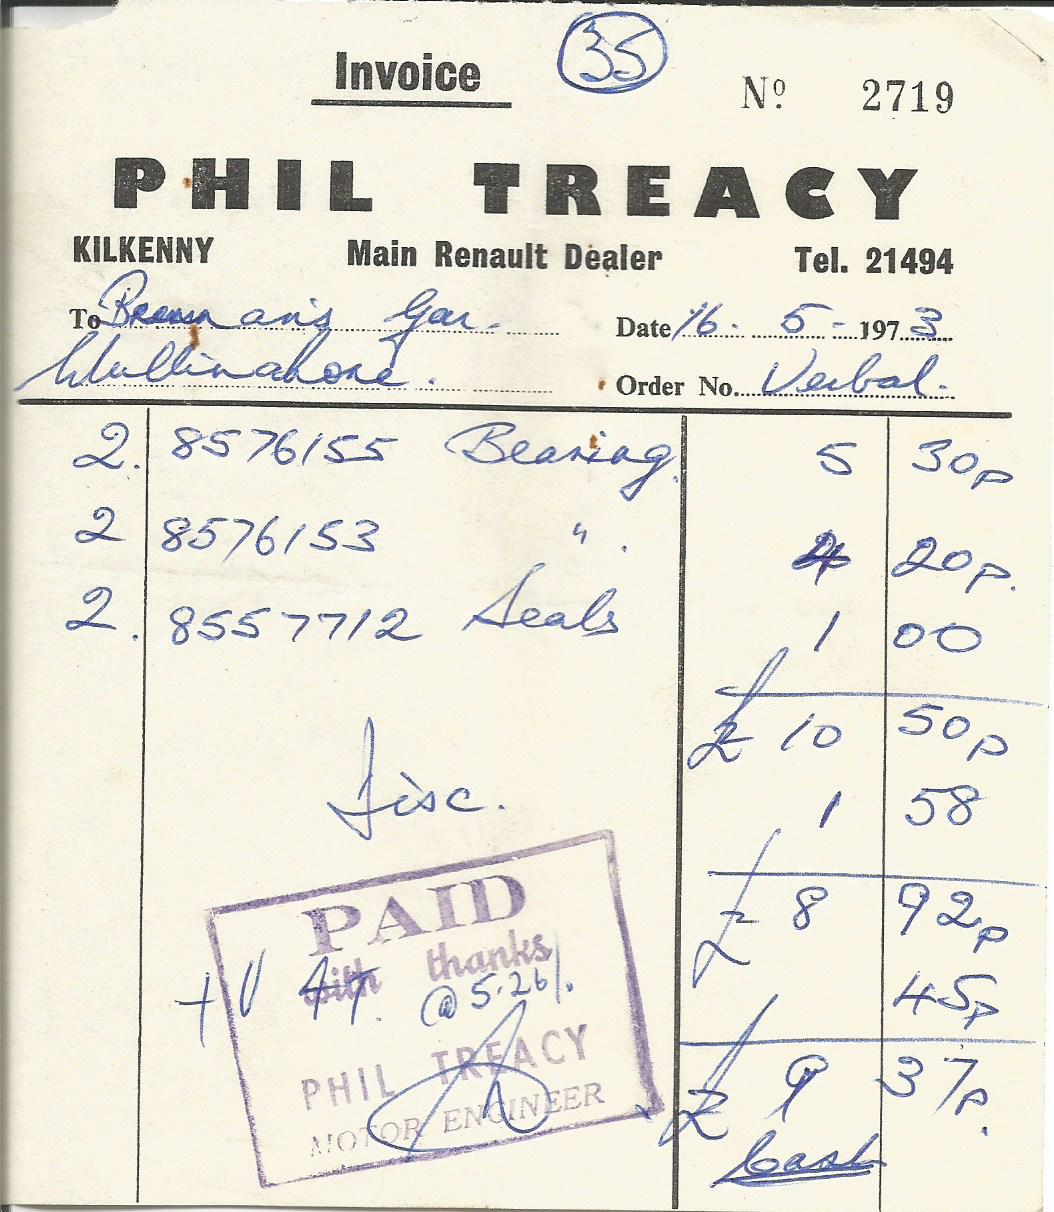 35
Invoice
Nº 2719
PHIL TREACY
KILKENNY Main Renault Dealer Tel. 21494
To Brennan's Gar. Date 16. 5 - 1973
Mullinahone. Order No. Verbal.
2. 8576155 Bearing. 5 30p
2 8576153 " . 4 20p.
2. 8557712 Seals 1 00
£ 10 50p
Disc. 1 58
£ 8 92p
PAID
with thanks
+ V AT. @ 5.26%. 45p
PHIL TREACY
MOTOR ENGINEER
£ 9 37p.
Cash